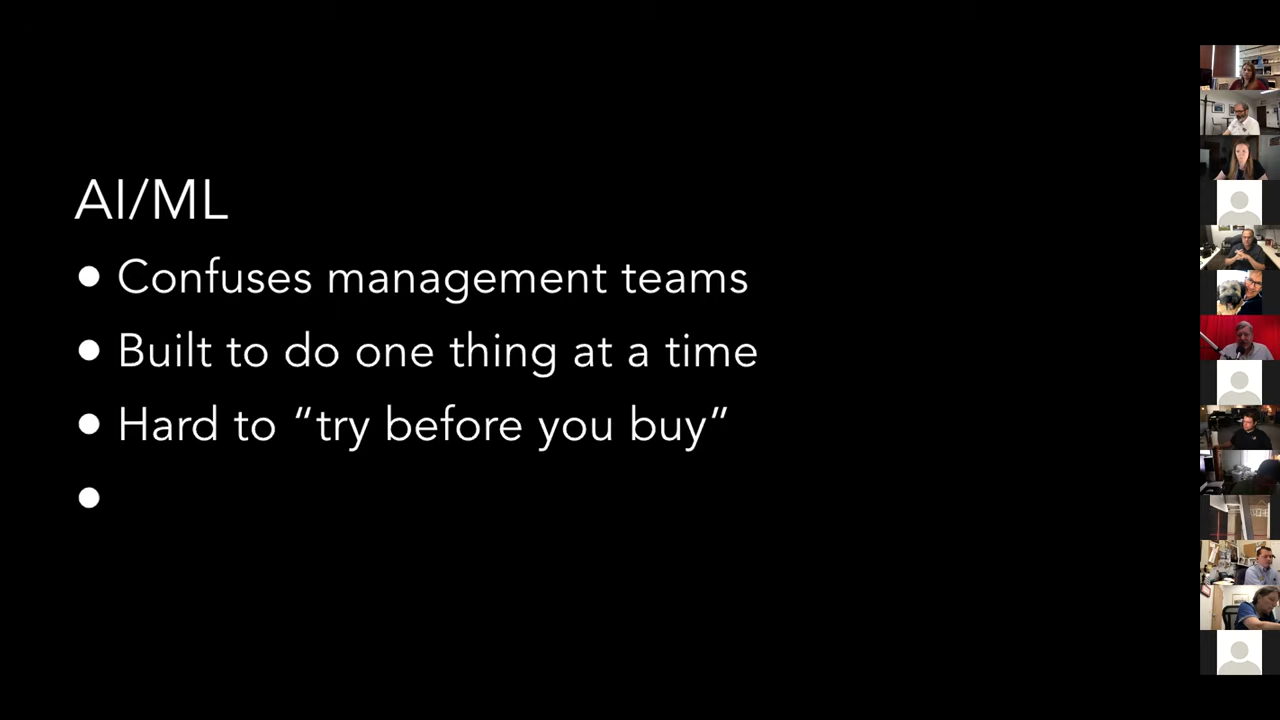 AI/ML
● Confuses management teams
● Built to do one thing at a time
● Hard to “try before you buy”
●